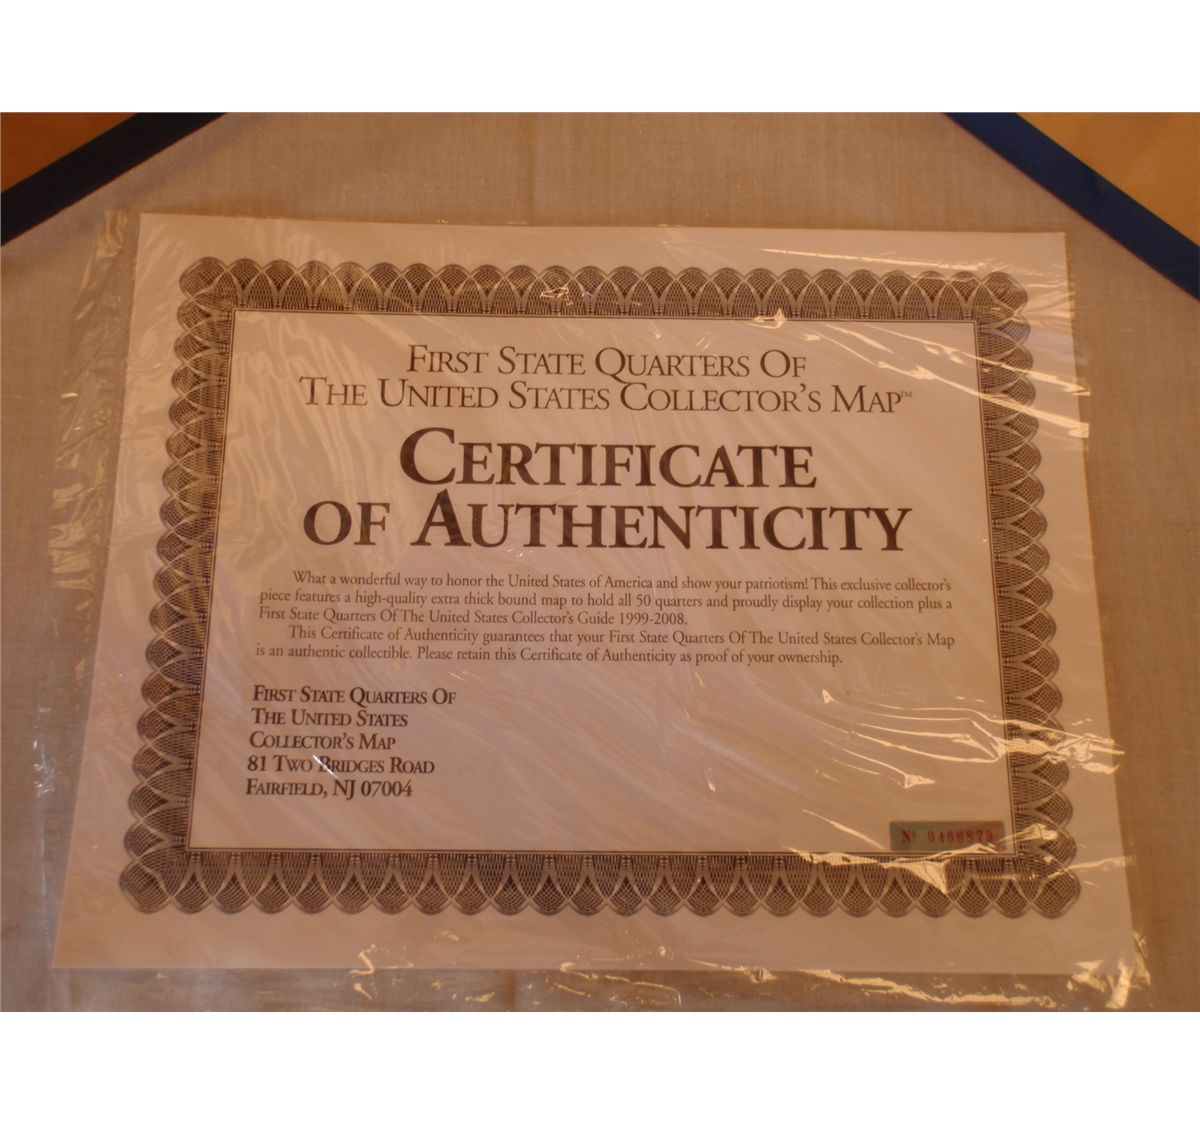 First State Quarters Of
The United States Collector's Map™
Certificate
of Authenticity
What a wonderful way to honor the United States of America and show your patriotism! This exclusive collector's
piece features a high-quality extra thick bound map to hold all 50 quarters and proudly display your collection plus a
First State Quarters Of The United States Collector's Guide 1999-2008.
This Certificate of Authenticity guarantees that your First State Quarters Of The United States Collector's Map
is an authentic collectible. Please retain this Certificate of Authenticity as proof of your ownership.
First State Quarters Of
The United States
Collector's Map
81 Two Bridges Road
Fairfield, NJ 07004
Nº 0456879